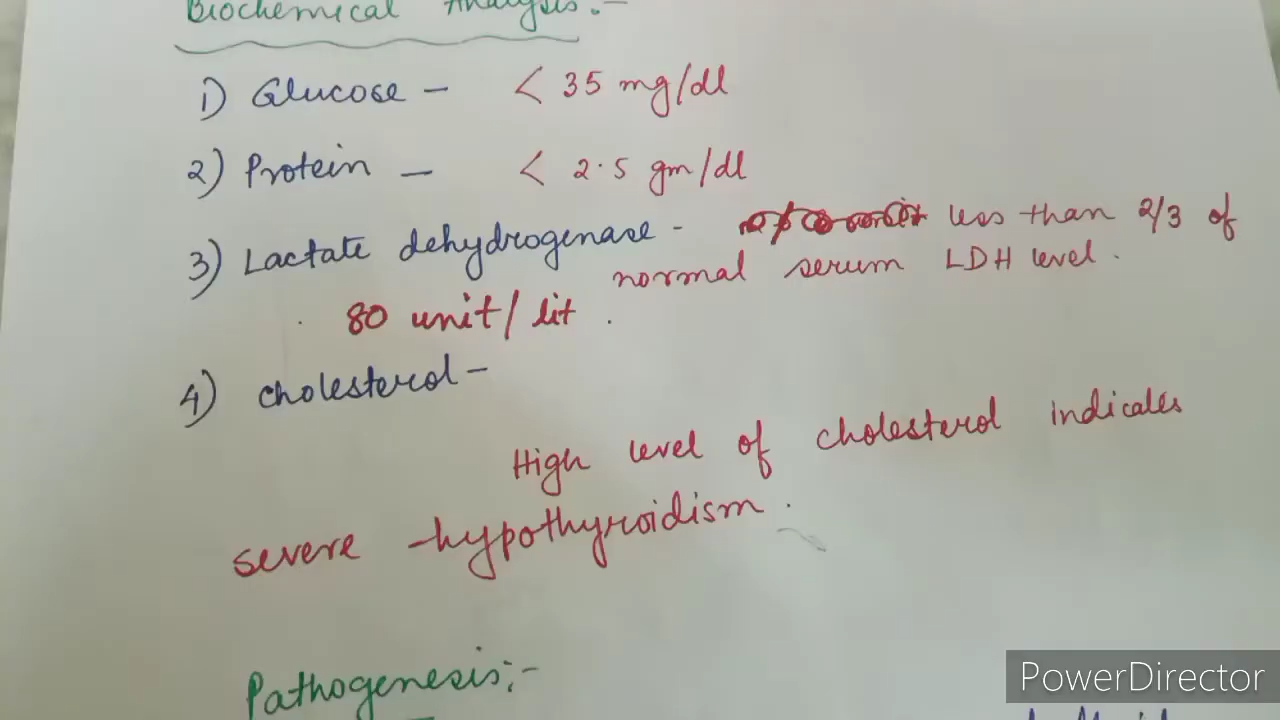 Biochemical Analysis:-
1) Glucose - < 35 mg/dl
2) Protein - < 2.5 gm/dl
3) Lactate dehydrogenase - less than 2/3 of
normal serum LDH level.
80 unit/lit.
4) cholesterol-
High level of cholesterol indicates
severe -hypothyroidism.
Pathogenesis:-
PowerDirector